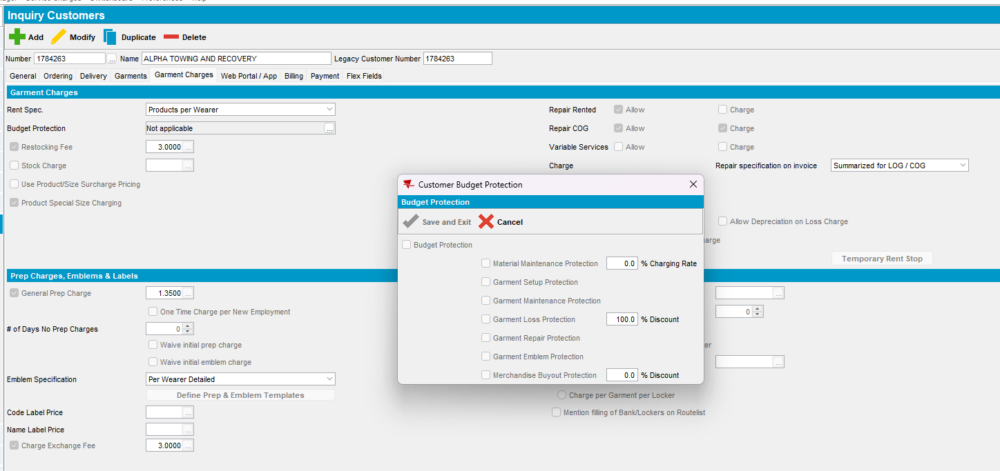 Inquiry Customers
Add Modify Duplicate Delete
Number 1784263 ... Name ALPHA TOWING AND RECOVERY Legacy Customer Number 1784263
General Ordering Delivery Garments Garment Charges Web Portal / App Billing Payment Flex Fields
Garment Charges
Rent Spec. Products per Wearer Repair Rented Allow Charge
Budget Protection Not applicable ... Repair COG Allow Charge
Restocking Fee 3.0000 ... Variable Services Allow Charge
Stock Charge ... Charge Repair specification on invoice Summarized for LOG / COG
Use Product/Size Surcharge Pricing
Product Special Size Charging
Allow Depreciation on Loss Charge
arge
Temporary Rent Stop
Customer Budget Protection
Budget Protection
Save and Exit Cancel
Budget Protection
Material Maintenance Protection 0.0 % Charging Rate
Garment Setup Protection
Garment Maintenance Protection
Garment Loss Protection 100.0 % Discount
Garment Repair Protection
Garment Emblem Protection
Merchandise Buyout Protection 0.0 % Discount
Prep Charges, Emblems & Labels
General Prep Charge 1.3500 ... ...
One Time Charge per New Employment 0
# of Days No Prep Charges 0
Waive initial prep charge er
Waive initial emblem charge ...
Emblem Specification Per Wearer Detailed
Define Prep & Emblem Templates Charge per Garment per Locker
Code Label Price ... Mention filling of Bank/Lockers on Routelist
Name Label Price ...
Charge Exchange Fee 3.0000 ...